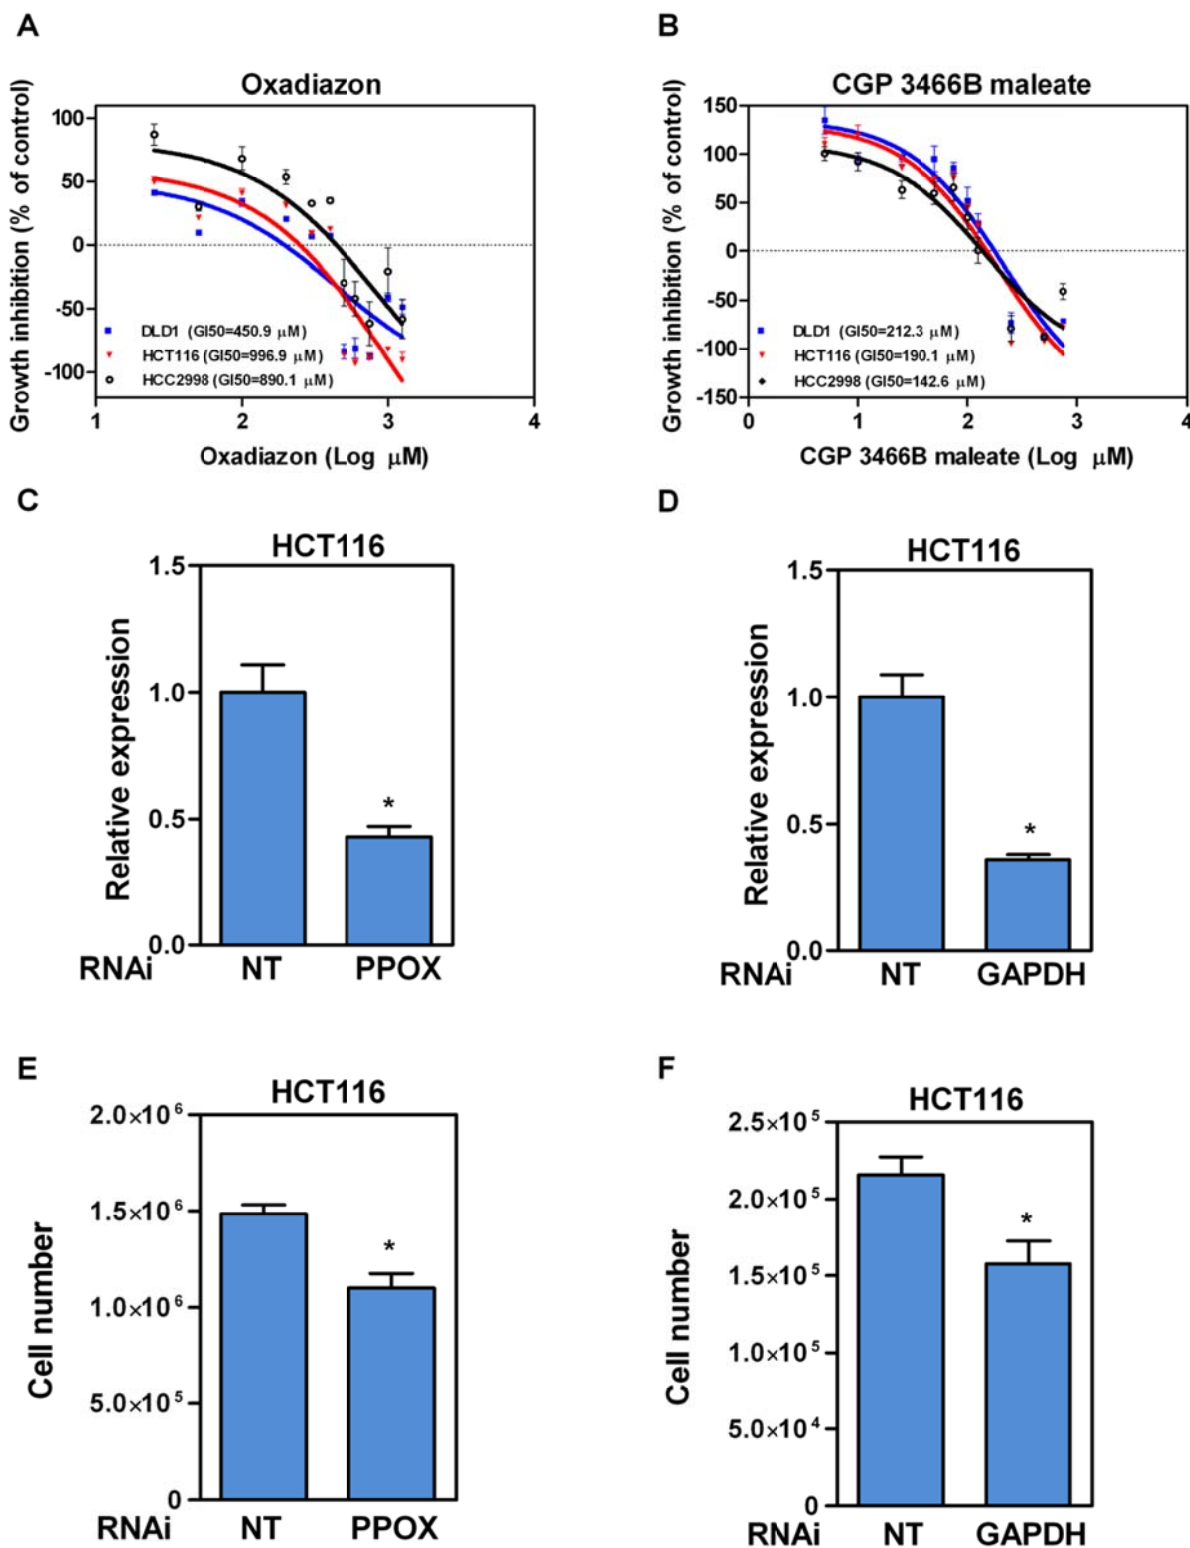 A
B
Oxadiazon
CGP 3466B maleate
Growth inhibition (% of control)
100
50
0
-50
-100
DLD1 (GI50=450.9 μM)
HCT116 (GI50=996.9 μM)
HCC2998 (GI50=890.1 μM)
1
2
3
4
Oxadiazon (Log μM)
Growth inhibition (% of control)
150
100
50
0
-50
-100
-150
DLD1 (GI50=212.3 μM)
HCT116 (GI50=190.1 μM)
HCC2998 (GI50=142.6 μM)
0
1
2
3
4
CGP 3466B maleate (Log μM)
C
D
HCT116
Relative expression
1.5
1.0
0.5
0.0
*
RNAi NT PPOX
HCT116
Relative expression
1.5
1.0
0.5
0.0
*
RNAi NT GAPDH
E
F
HCT116
Cell number
2.0×10⁶
1.5×10⁶
1.0×10⁶
5.0×10⁵
0
*
RNAi NT PPOX
HCT116
Cell number
2.5×10⁵
2.0×10⁵
1.5×10⁵
1.0×10⁵
5.0×10⁴
0
*
RNAi NT GAPDH